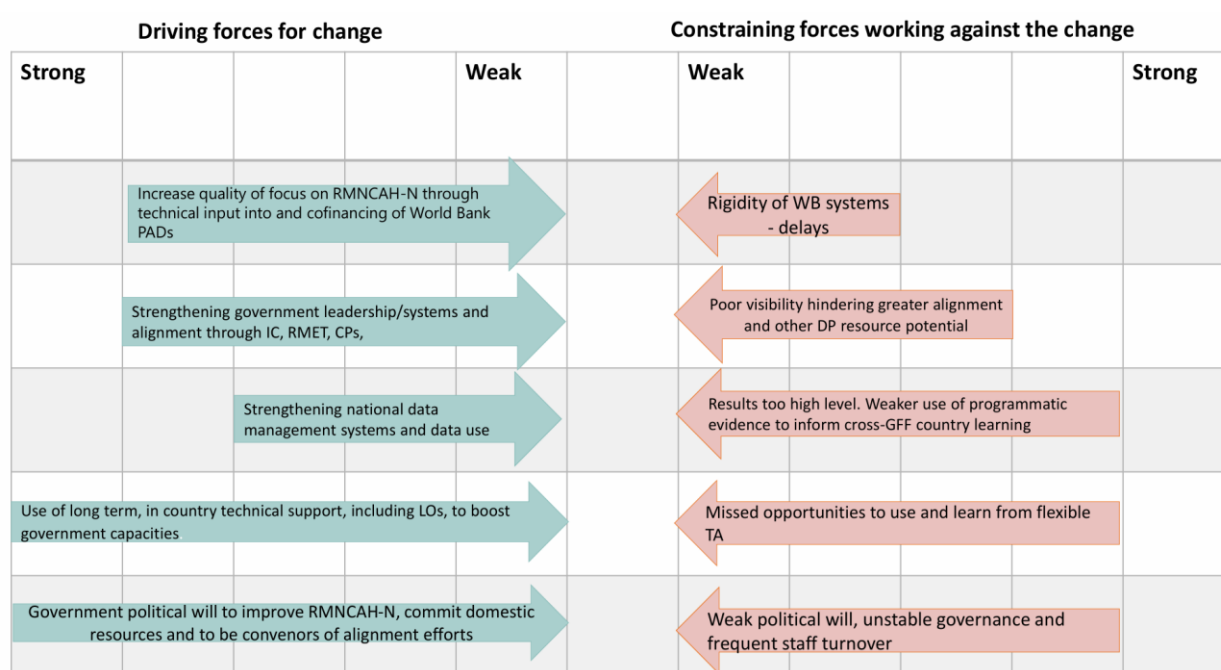 Driving forces for change
Constraining forces working against the change
Strong
Weak
Weak
Strong
Increase quality of focus on RMNCAH-N through
technical input into and cofinancing of World Bank
PADs
Rigidity of WB systems
- delays
Strengthening government leadership/systems and
alignment through IC, RMET, CPs,
Poor visibility hindering greater alignment
and other DP resource potential
Strengthening national data
management systems and data use
Results too high level. Weaker use of programmatic
evidence to inform cross-GFF country learning
Use of long term, in country technical support, including LOs, to boost
government capacities
Missed opportunities to use and learn from flexible
TA
Government political will to improve RMNCAH-N, commit domestic
resources and to be convenors of alignment efforts
Weak political will, unstable governance and
frequent staff turnover